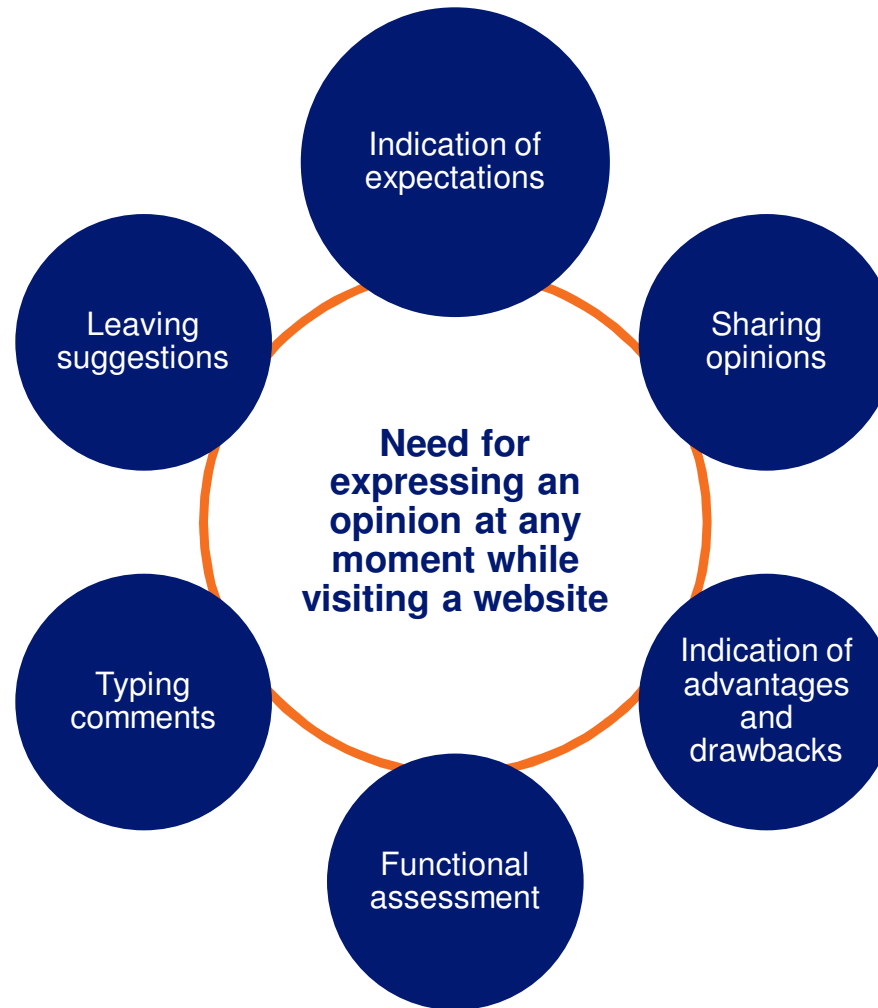 Indication of
expectations
Sharing
opinions
Indication of
advantages
and
drawbacks
Functional
assessment
Typing
comments
Leaving
suggestions
Need for
expressing an
opinion at any
moment while
visiting a website